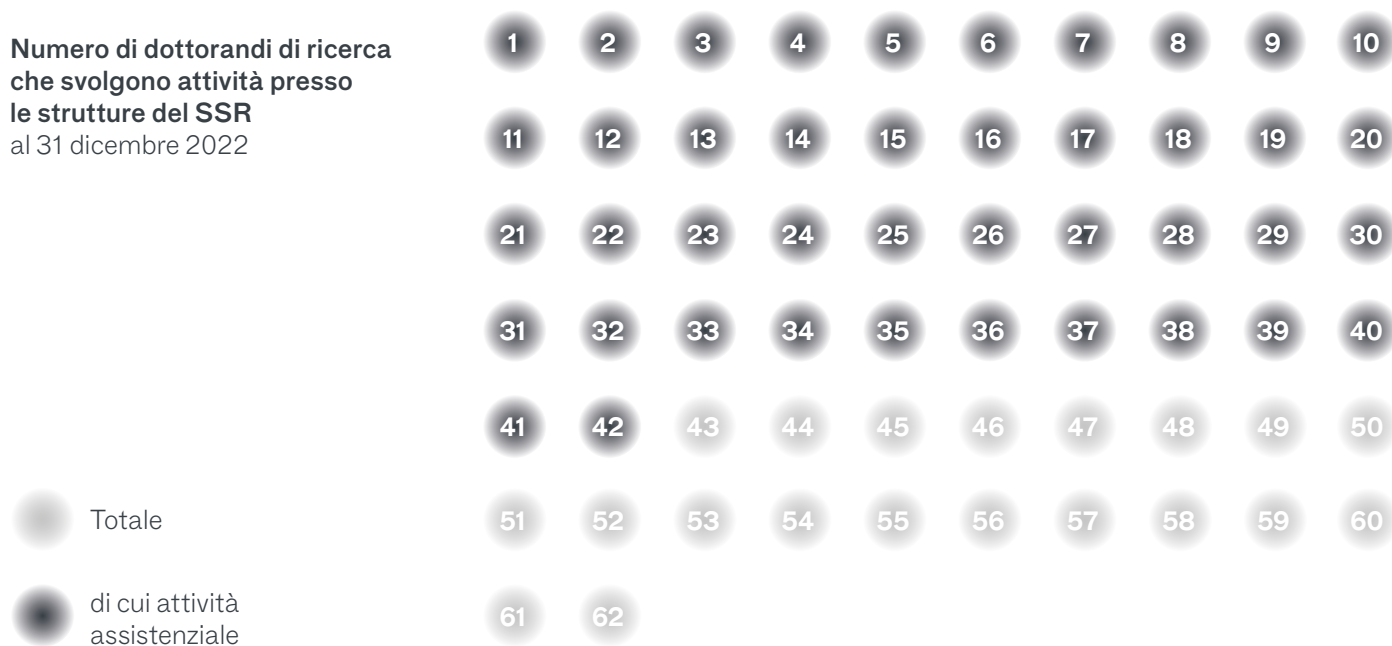 Numero di dottorandi di ricerca
che svolgono attività presso
le strutture del SSR
al 31 dicembre 2022
1 2 3 4 5 6 7 8 9 10
11 12 13 14 15 16 17 18 19 20
21 22 23 24 25 26 27 28 29 30
31 32 33 34 35 36 37 38 39 40
41 42 43 44 45 46 47 48 49 50
51 52 53 54 55 56 57 58 59 60
61 62
Totale
di cui attività
assistenziale